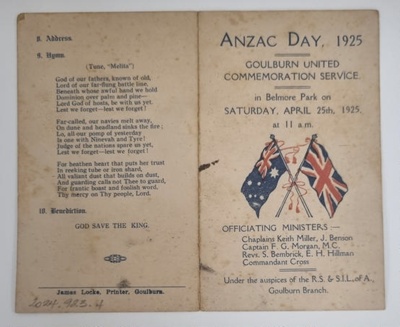 8. Address.
9. Hymn.
(Tune, "Melita")
God of our fathers, known of old,
Lord of our far-flung battle line,
Beneath whose awful hand we hold
Dominion over palm and pine—
Lord God of hosts, be with us yet.
Lest we forget—lest we forget!
Far-called, our navies melt away,
On dune and headland sinks the fire;
Lo, all our pomp of yesterday
Is one with Ninevah and Tyre!
Judge of the nations spare us yet,
Lest we forget—lest we forget!
For heathen heart that puts her trust
In reeking tube or iron shard,
All valiant dust that builds on dust,
And guarding calls not Thee to guard,
For frantic boast and foolish word.
Thy mercy on Thy people, Lord.
10. Benediction.
GOD SAVE THE KING.
James Locke, Printer, Goulburn.
2024.923.4
ANZAC DAY, 1925
GOULBURN UNITED
COMMEMORATION SERVICE
in Belmore Park on
SATURDAY, APRIL 25th, 1925,
at 11 a.m.
OFFICIATING MINISTERS:—
Chaplains Keith Miller, J. Benson
Captain F. G. Morgan, M.C.
Revs. S. Bembrick, E. H. Hillman
Commandant Cross
Under the auspices of the R.S. & S.I.L. of A.
Goulburn Branch.